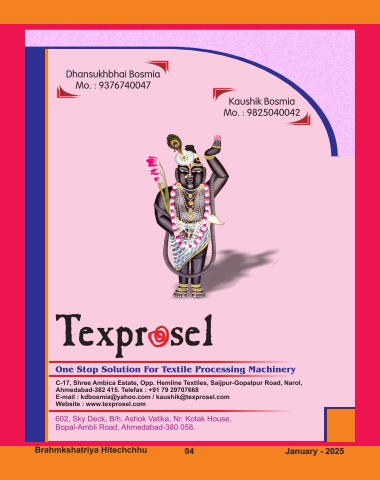 Dhansukhbhai Bosmia
Mo. : 9376740047
Kaushik Bosmia
Mo. : 9825040042
Texprosel
One Stop Solution For Textile Processing Machinery
C-17, Shree Ambica Estate, Opp. Hemline Textiles, Saijpur-Gopalpur Road, Narol,
Ahmedabad-382 415. Telefax : +91 79 29707668
E-mail : kdbosmia@yahoo.com / kaushik@texprosel.com
Website : www.texprosel.com
602, Sky Deck, B/h. Ashok Vatika, Nr. Kotak House,
Bopal-Ambli Road, Ahmedabad-380 058.
Brahmkshatriya Hitechchhu 04 January - 2025